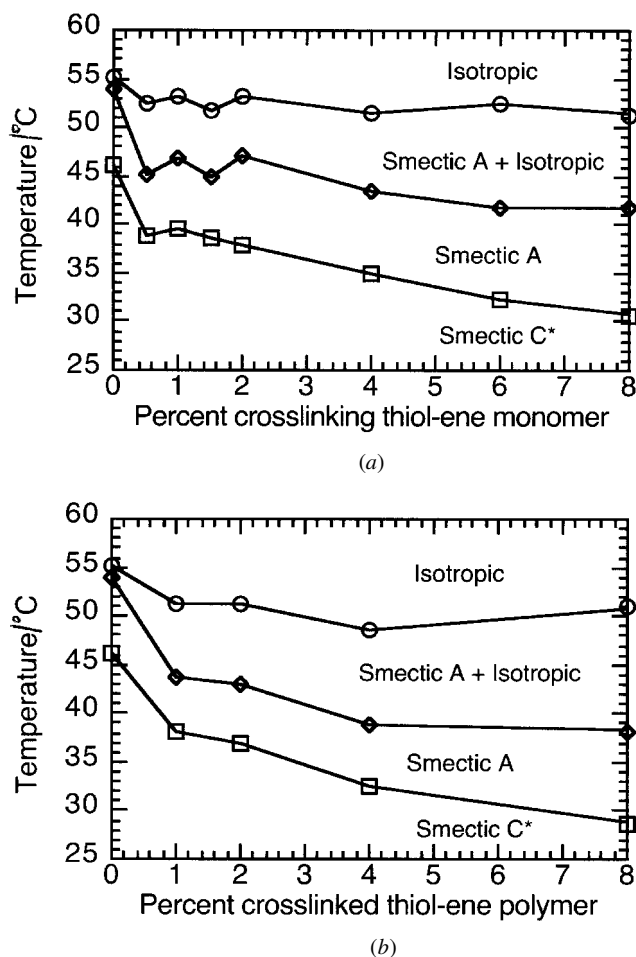 60
55
50
45
40
35
30
25
Temperature/°C
Isotropic
Smectic A + Isotropic
Smectic A
Smectic C*
0 1 2 3 4 5 6 7 8
Percent crosslinking thiol-ene monomer
(a)
60
55
50
45
40
35
30
25
Temperature/°C
Isotropic
Smectic A + Isotropic
Smectic A
Smectic C*
0 1 2 3 4 5 6 7 8
Percent crosslinked thiol-ene polymer
(b)